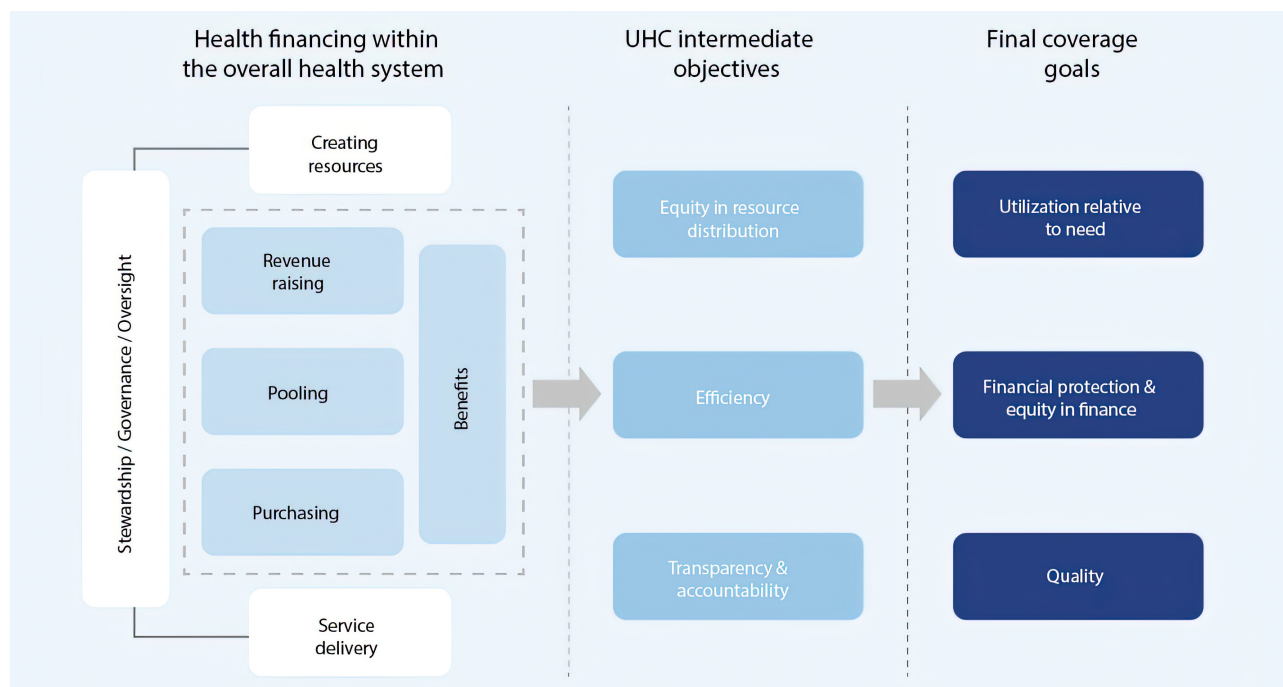 Health financing within
the overall health system
UHC intermediate
objectives
Final coverage
goals
Creating
resources
Stewardship / Governance / Oversight
Revenue
raising
Pooling
Purchasing
Benefits
Service
delivery
Equity in resource
distribution
Efficiency
Transparency &
accountability
Utilization relative
to need
Financial protection &
equity in finance
Quality